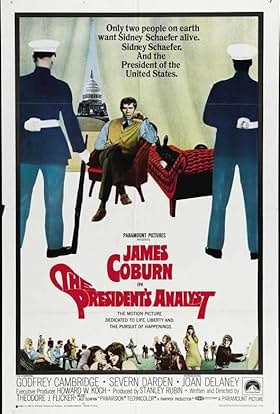 Only two people on earth
want Sidney Schaefer alive.
Sidney Schaefer.
And the
President of the
United States.
PARAMOUNT PICTURES
PRESENTS
JAMES
COBURN
IN
THE
PRESIDENT'S ANALYST
THE MOTION PICTURE
DEDICATED TO LIFE, LIBERTY AND
THE PURSUIT OF HAPPENINGS.
GODFREY CAMBRIDGE · SEVERN DARDEN · JOAN DELANEY
Executive Producer HOWARD W. KOCH · Produced by STANLEY RUBIN · Written and Directed by
THEODORE J. FLICKER PANAVISION® TECHNICOLOR® A PARAMOUNT PICTURE